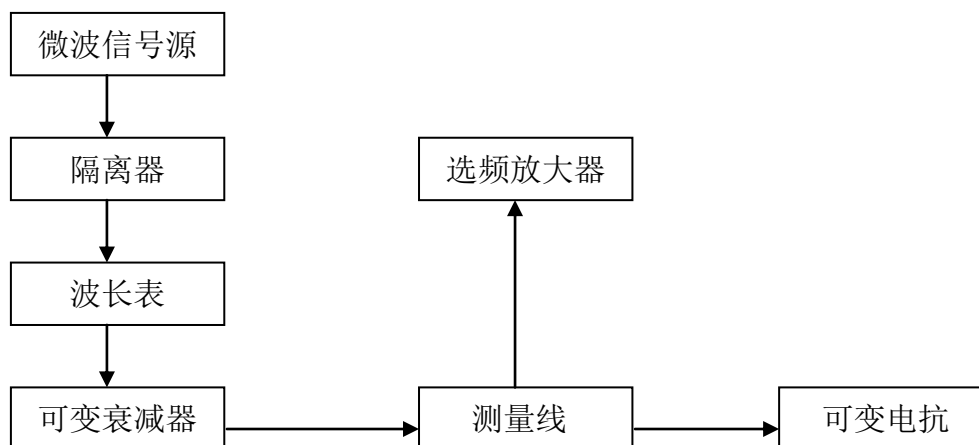 微波信号源
隔离器
选频放大器
波长表
可变衰减器
测量线
可变电抗